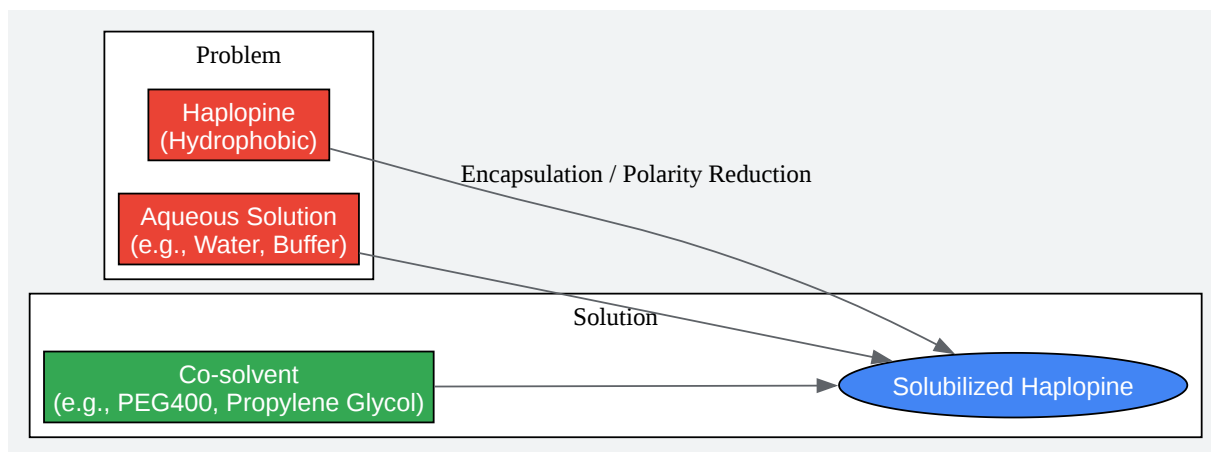 Problem
Haplopine
(Hydrophobic)
Encapsulation / Polarity Reduction
Aqueous Solution
(e.g., Water, Buffer)
Solution
Co-solvent
(e.g., PEG400, Propylene Glycol)
Solubilized Haplopine